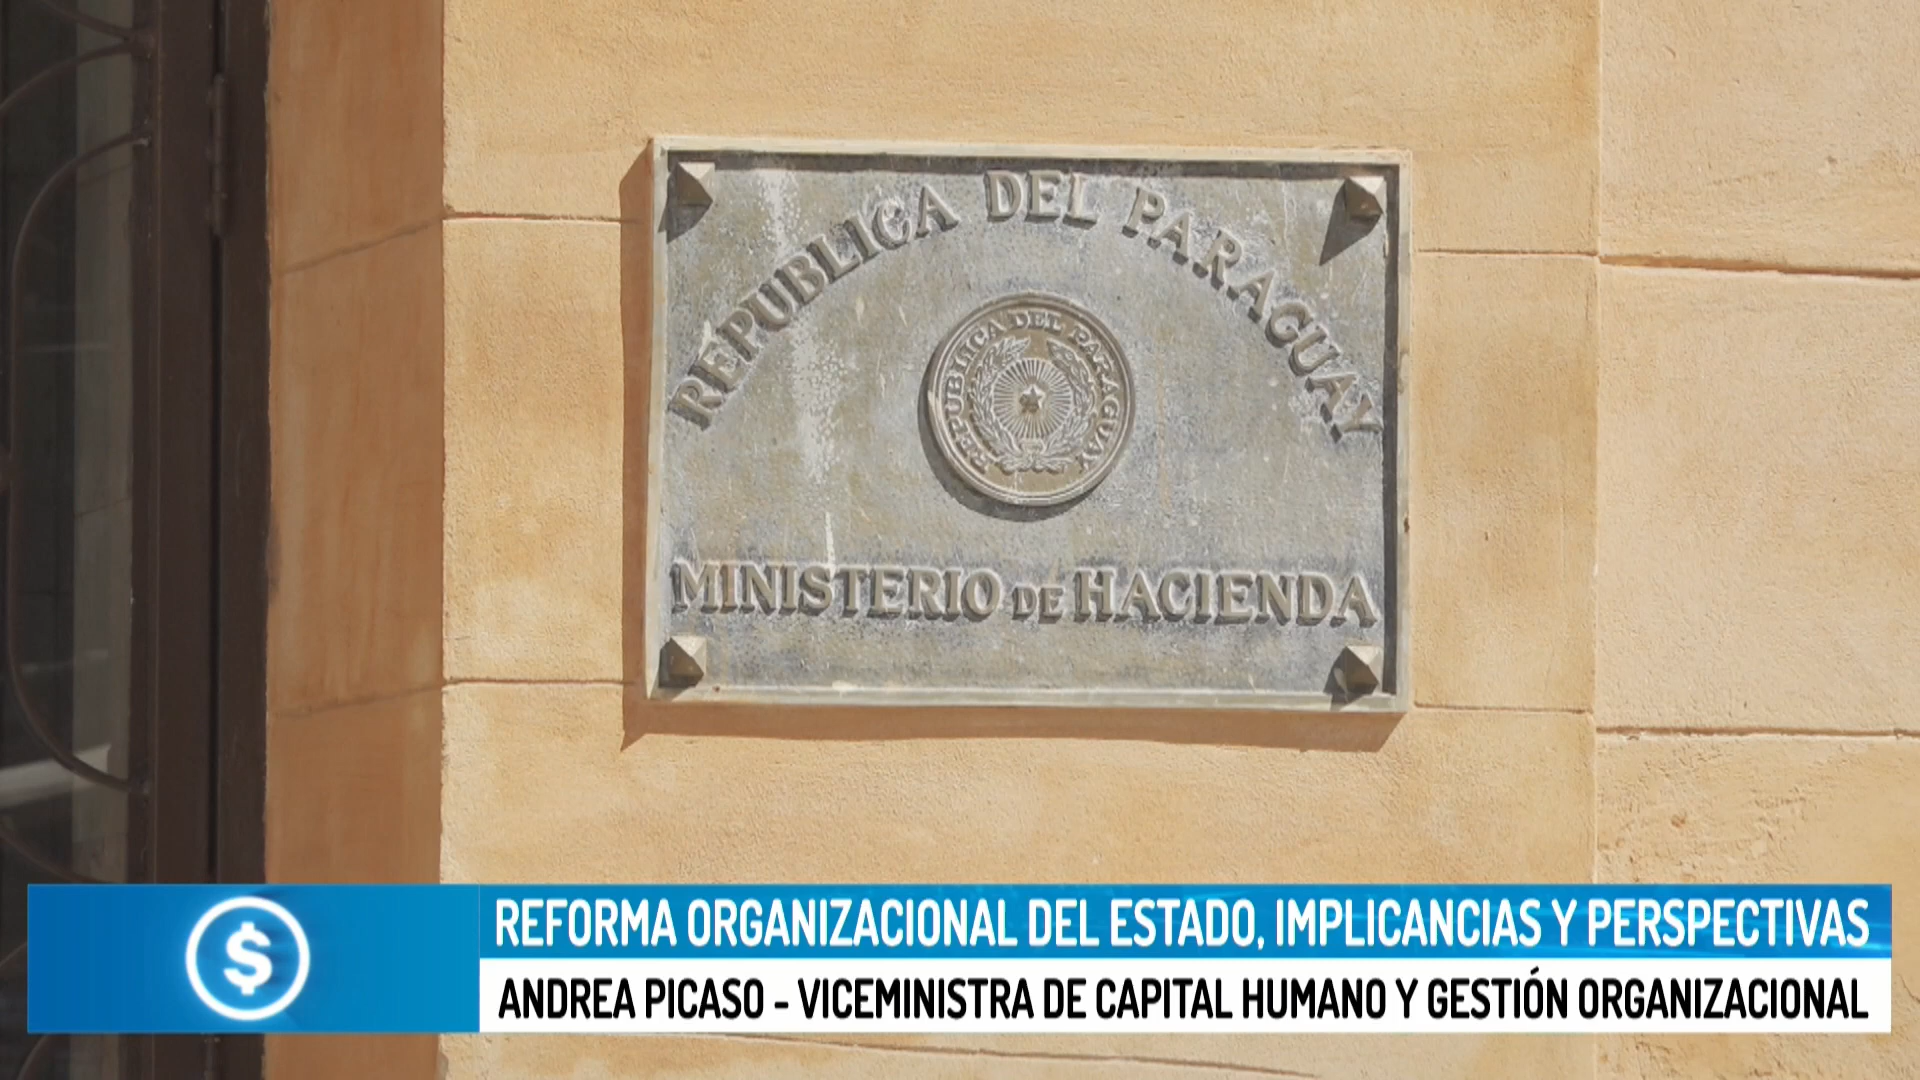 REPUBLICA DEL PARAGUAY
REPUBLICA DEL PARAGUAY
MINISTERIO DE HACIENDA
$
REFORMA ORGANIZACIONAL DEL ESTADO, IMPLICANCIAS Y PERSPECTIVAS
ANDREA PICASO - VICEMINISTRA DE CAPITAL HUMANO Y GESTIÓN ORGANIZACIONAL